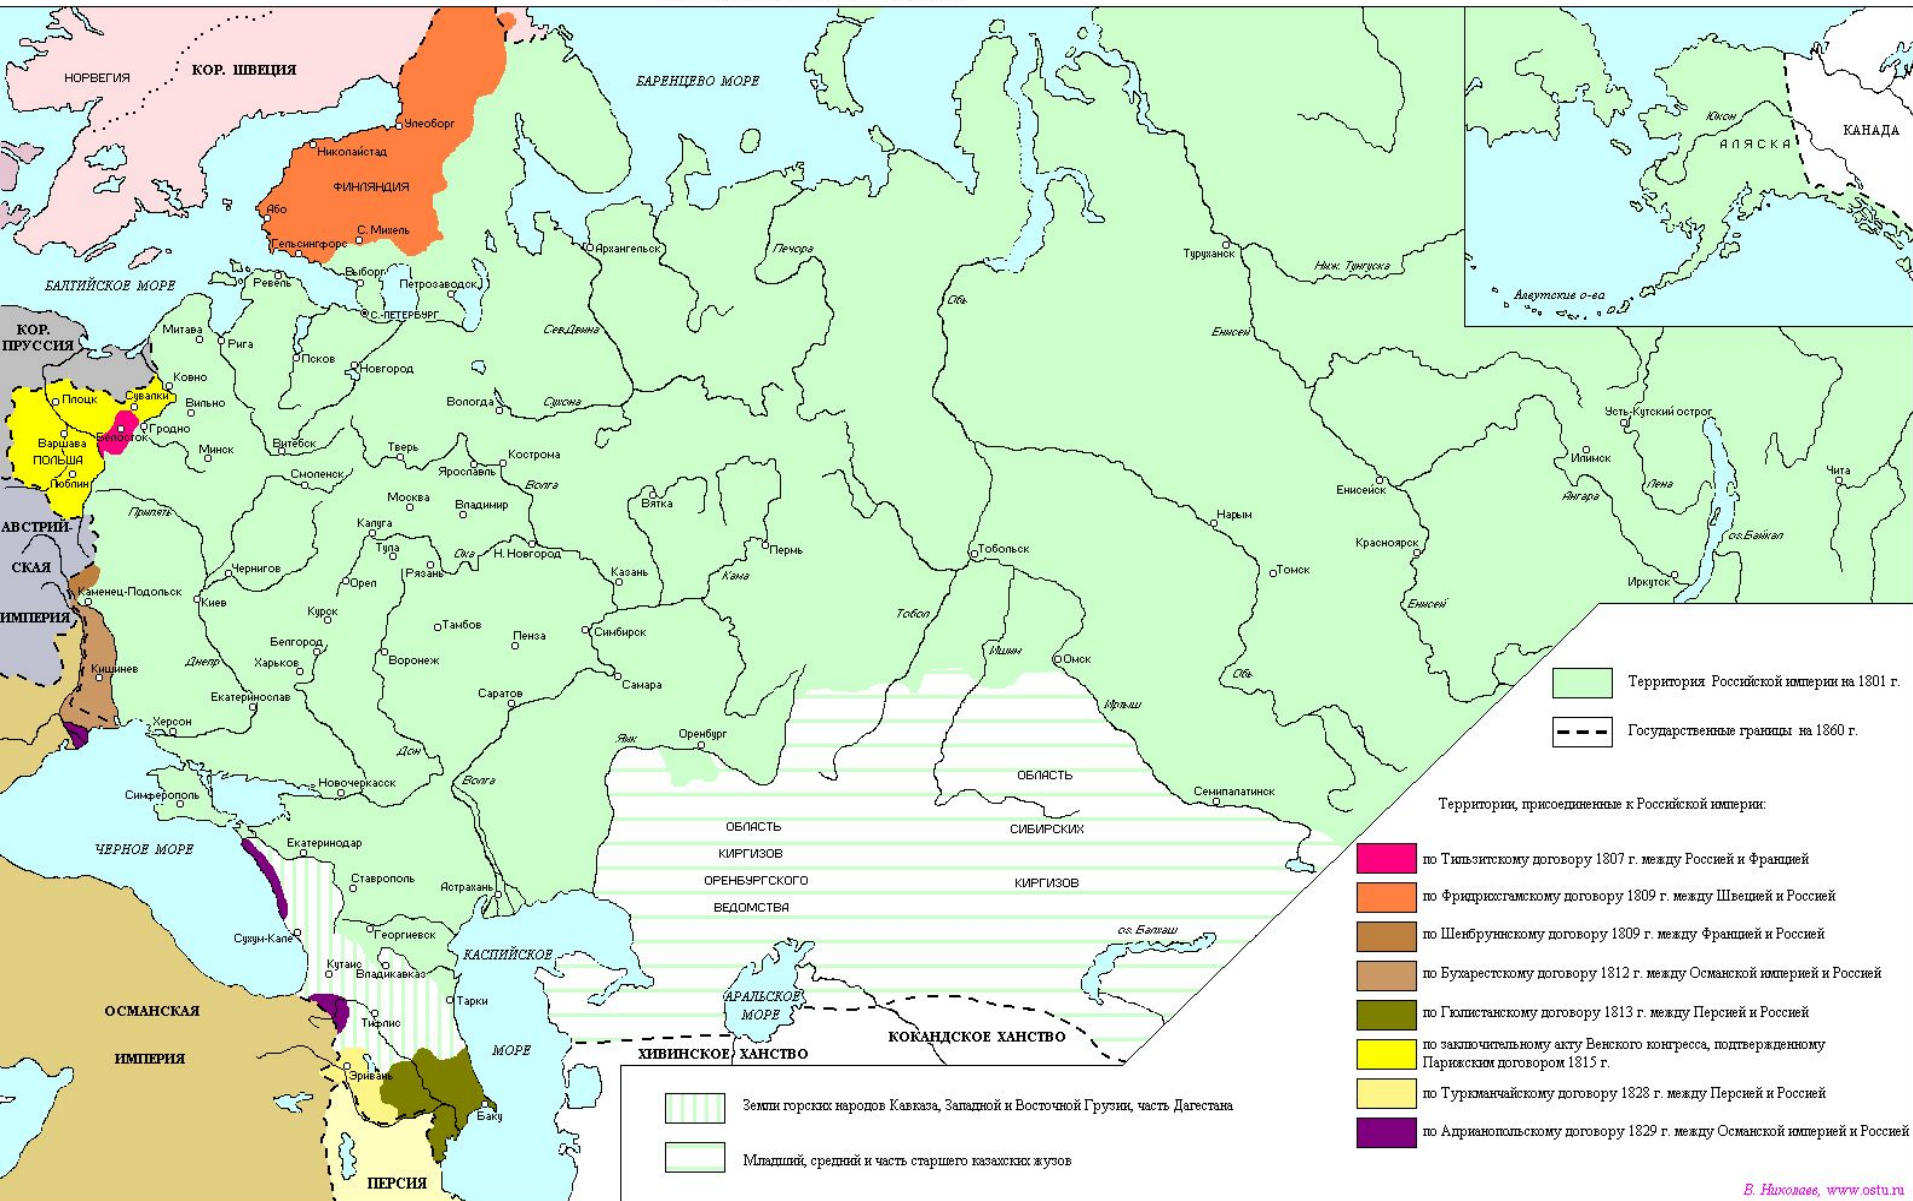 НОРВЕГИЯ
КОР. ШВЕЦИЯ
БАРЕНЦЕВО МОРЕ
Улеоборг
Николайстад
ФИНЛЯНДИЯ
Або
С. Михель
Гельсингфорс
Архангельск
Печора
Туруханск
Ниж. Тунгуска
Юкон
АЛЯСКА
КАНАДА
Алеутские о-ва
БАЛТИЙСКОЕ МОРЕ
Ревель
Выборг
Петрозаводск
С.-ПЕТЕРБУРГ
Сев.Двина
Обь
Енисей
КОР.
ПРУССИЯ
Митава
Рига
Псков
Новгород
Ковно
Плоцк
Сувалки
Вильно
Вологда
Сухона
Усть-Кутский острог
Гродно
Белосток
Варшава
ПОЛЬША
Минск
Витебск
Тверь
Ярославль
Кострома
Люблин
Смоленск
Волга
Илимск
Лена
Чита
Енисейск
Ангара
Москва
Владимир
Вятка
Припять
Нарым
АВСТРИЙ-
СКАЯ
ИМПЕРИЯ
Калуга
Тула
Ока
Н. Новгород
Рязань
Пермь
Тобольск
Красноярск
оз.Байкал
Чернигов
Орел
Казань
Кама
Томск
Иркутск
Каменец-Подольск
Киев
Курск
Тобол
Енисей
Тамбов
Пенза
Симбирск
Белгород
Харьков
Воронеж
Днепр
Ишим
Омск
Кишинев
Самара
Обь
Екатеринослав
Саратов
Иртыш
Херсон
Дон
Яик
Оренбург
Волга
Новочеркасск
Симферополь
ОБЛАСТЬ
Семипалатинск
ОБЛАСТЬ
СИБИРСКИХ
КИРГИЗОВ
ОРЕНБУРГСКОГО
КИРГИЗОВ
ВЕДОМСТВА
ЧЕРНОЕ МОРЕ
Екатеринодар
Ставрополь
Астрахань
Георгиевск
Сухум-Кале
КАСПИЙСКОЕ
МОРЕ
оз. Балхаш
Кутаис
Владикавказ
Тарки
АРАЛЬСКОЕ
МОРЕ
Тифлис
ОСМАНСКАЯ
ИМПЕРИЯ
КОКАНДСКОЕ ХАНСТВО
ХИВИНСКОЕ ХАНСТВО
Эривань
Баку
ПЕРСИЯ
Территория Российской империи на 1801 г.
Государственные границы на 1860 г.
Территории, присоединенные к Российской империи:
по Тильзитскому договору 1807 г. между Россией и Францией
по Фридрихсгамскому договору 1809 г. между Швецией и Россией
по Шенбруннскому договору 1809 г. между Францией и Россией
по Бухарестскому договору 1812 г. между Османской империей и Россией
по Гюлистанскому договору 1813 г. между Персией и Россией
по заключительному акту Венского конгресса, подтвержденному
Парижским договором 1815 г.
по Туркманчайскому договору 1828 г. между Персией и Россией
по Адрианопольскому договору 1829 г. между Османской империей и Россией
Земли горских народов Кавказа, Западной и Восточной Грузии, часть Дагестана
Младший, средний и часть старшего казахских жузов
В. Николаев, www.ostu.ru